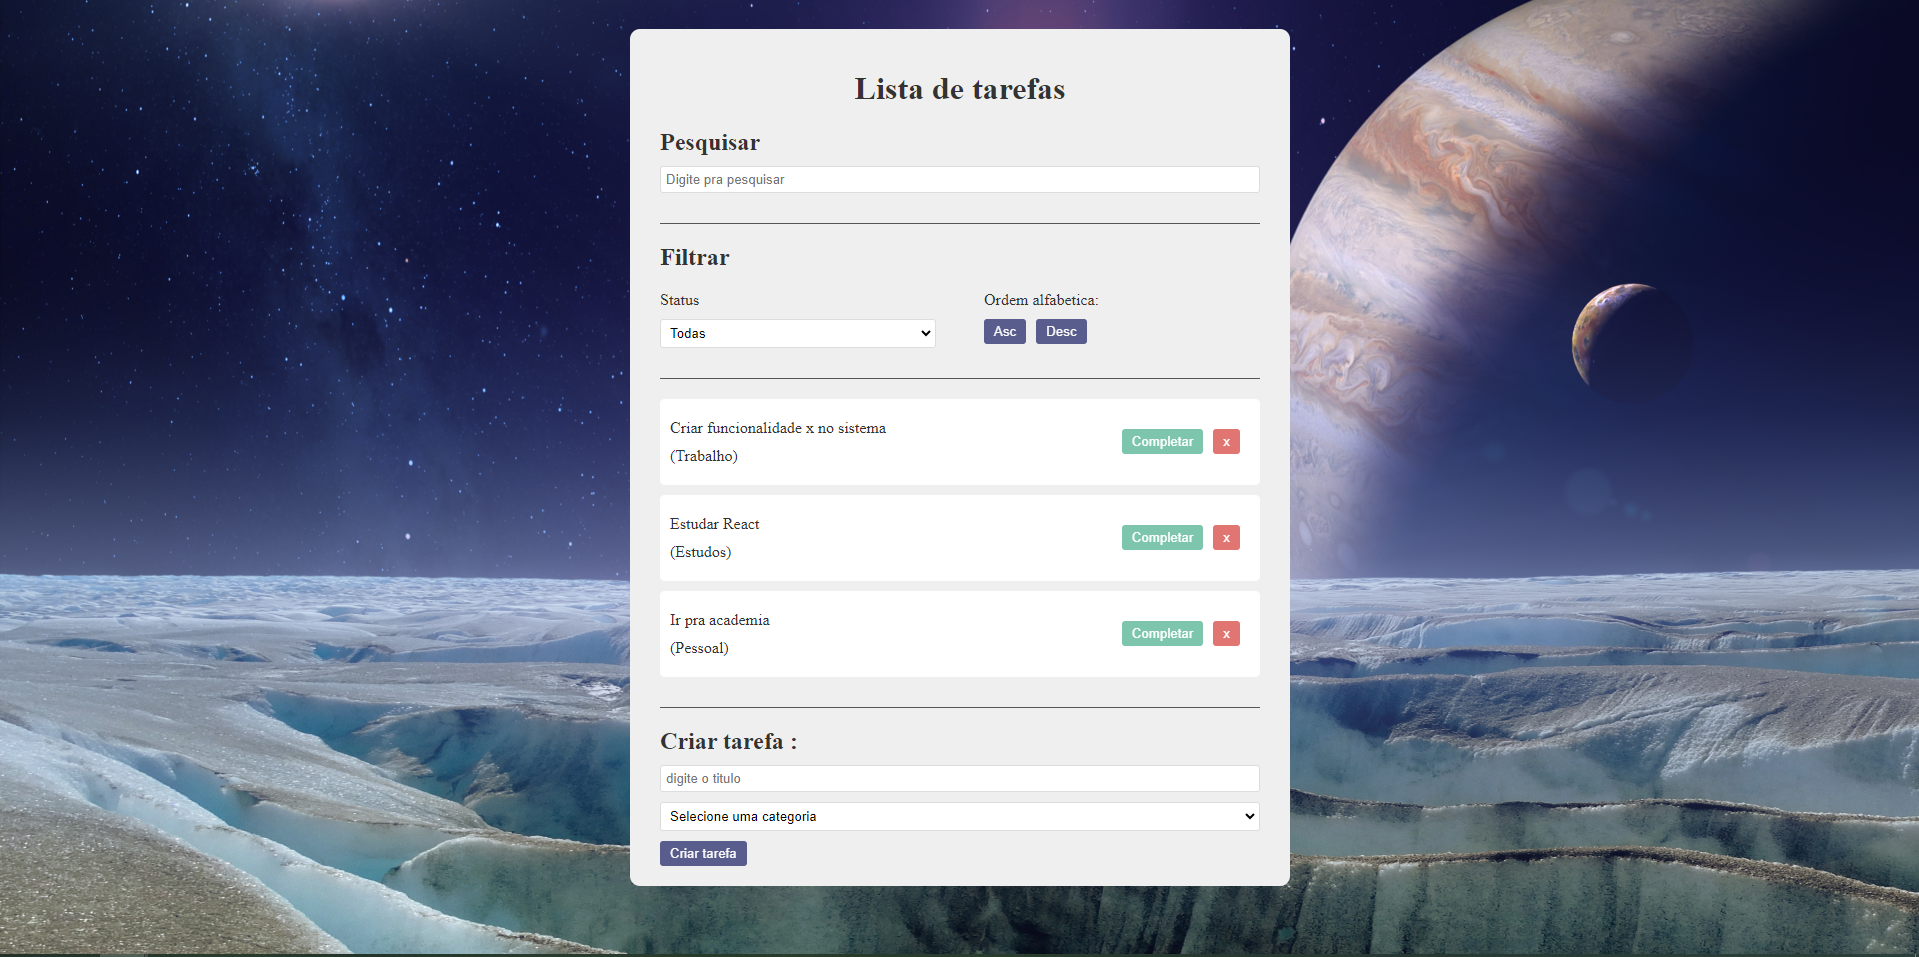 Lista de tarefas
Pesquisar
Digite pra pesquisar
Filtrar
Status
Ordem alfabetica:
Todas
Asc Desc
Criar funcionalidade x no sistema
(Trabalho)
Completar x
Estudar React
(Estudos)
Completar x
Ir pra academia
(Pessoal)
Completar x
Criar tarefa :
digite o titulo
Selecione uma categoria
Criar tarefa